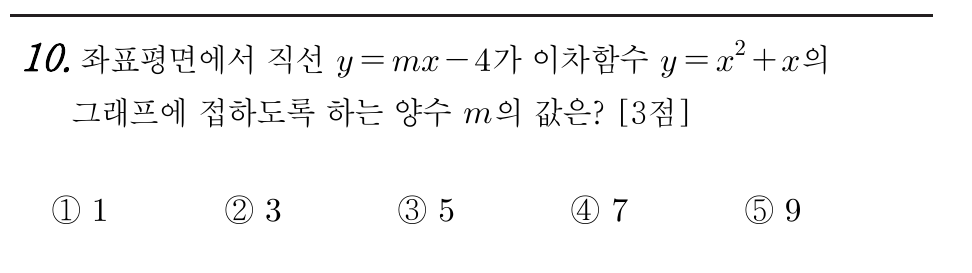 10. 좌표평면에서 직선 y=mx-4가 이차함수 y=x²+x의
그래프에 접하도록 하는 양수 m의 값은? [3점]
① 1 ② 3 ③ 5 ④ 7 ⑤ 9